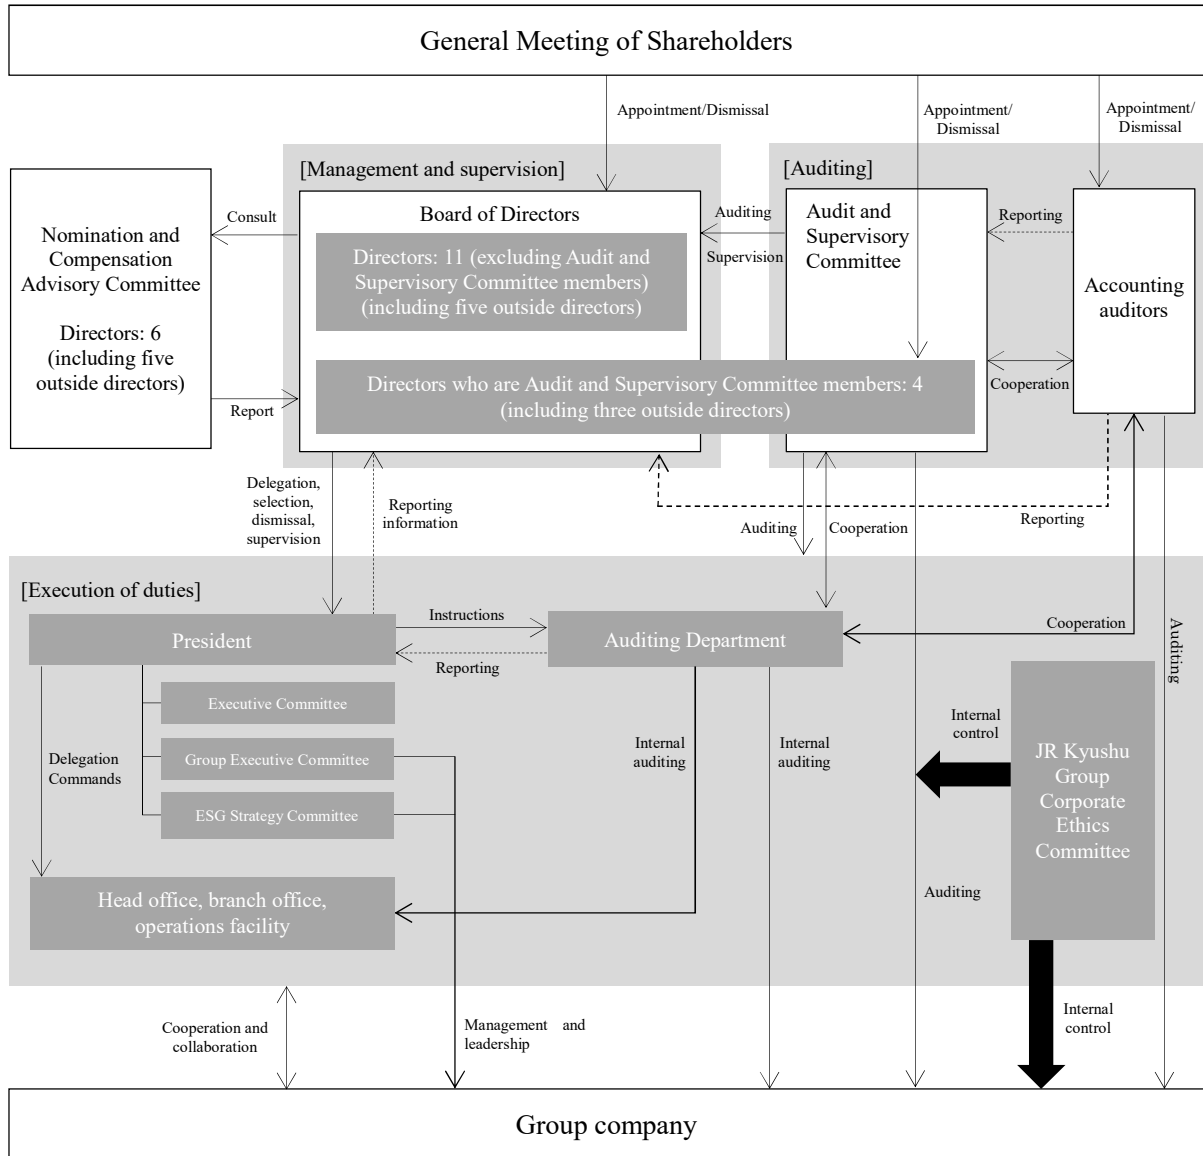 General Meeting of Shareholders
Appointment/Dismissal
Appointment/
Dismissal
Appointment/
Dismissal
[Management and supervision]
[Auditing]
Nomination and
Compensation
Advisory Committee
Directors: 6
(including five
outside directors)
Consult
Report
Board of Directors
Directors: 11 (excluding Audit and
Supervisory Committee members)
(including five outside directors)
Auditing
Supervision
Audit and
Supervisory
Committee
Reporting
Accounting
auditors
Cooperation
Directors who are Audit and Supervisory Committee members: 4
(including three outside directors)
Delegation,
selection,
dismissal,
supervision
Reporting
information
Auditing
Cooperation
Reporting
[Execution of duties]
President
Instructions
Reporting
Auditing Department
Cooperation
Auditing
Executive Committee
Group Executive Committee
ESG Strategy Committee
Delegation
Commands
Internal
auditing
Internal
auditing
Internal
control
JR Kyushu
Group
Corporate
Ethics
Committee
Head office, branch office,
operations facility
Auditing
Cooperation and
collaboration
Management and
leadership
Internal
control
Group company